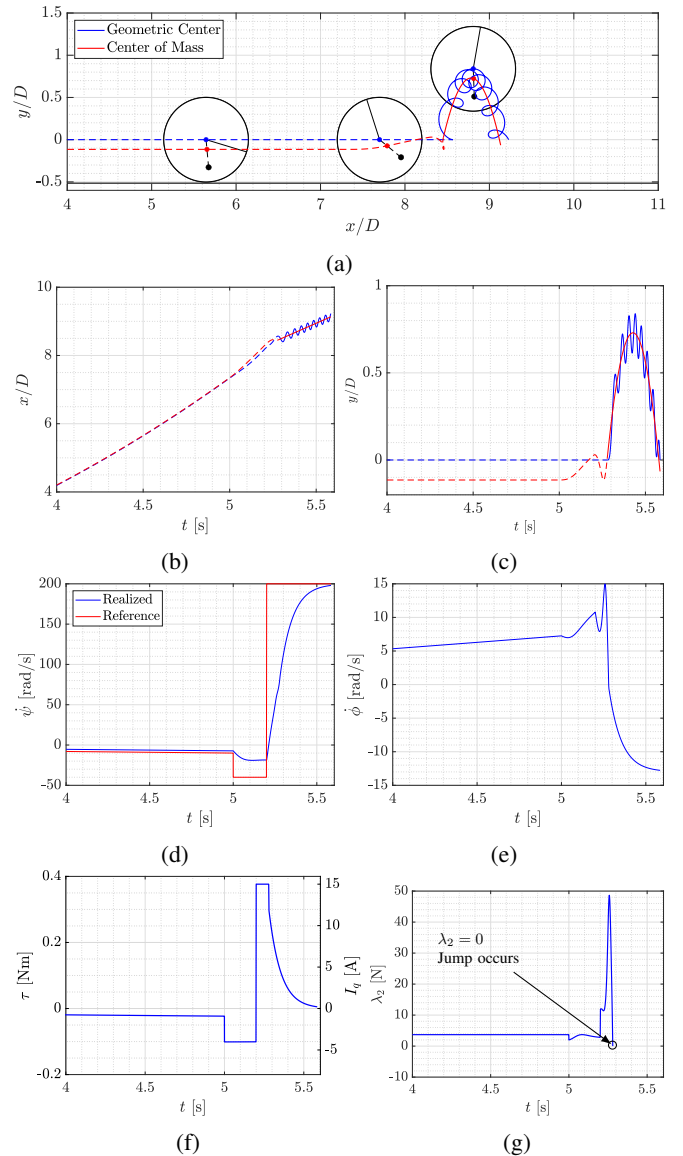 Geometric Center
Center of Mass
1.5
1
0.5
0
-0.5
y/D
4 5 6 7 8 9 10 11
x/D
(a)
10
8
6
4
x/D
4 4.5 5 5.5
t [s]
(b)
1
0.5
0
y/D
4 4.5 5 5.5
t [s]
(c)
200
150
100
50
0
-50
ψ̇ [rad/s]
Realized
Reference
4 4.5 5 5.5
t [s]
(d)
15
10
5
0
-5
-10
-15
ϕ̇ [rad/s]
4 4.5 5 5.5
t [s]
(e)
0.4
0.2
0
-0.2
τ [Nm]
15
10
5
0
-5
I_q [A]
4 4.5 5 5.5
t [s]
(f)
50
40
30
20
10
0
-10
λ₂ [N]
λ₂ = 0
Jump occurs
4 4.5 5 5.5
t [s]
(g)